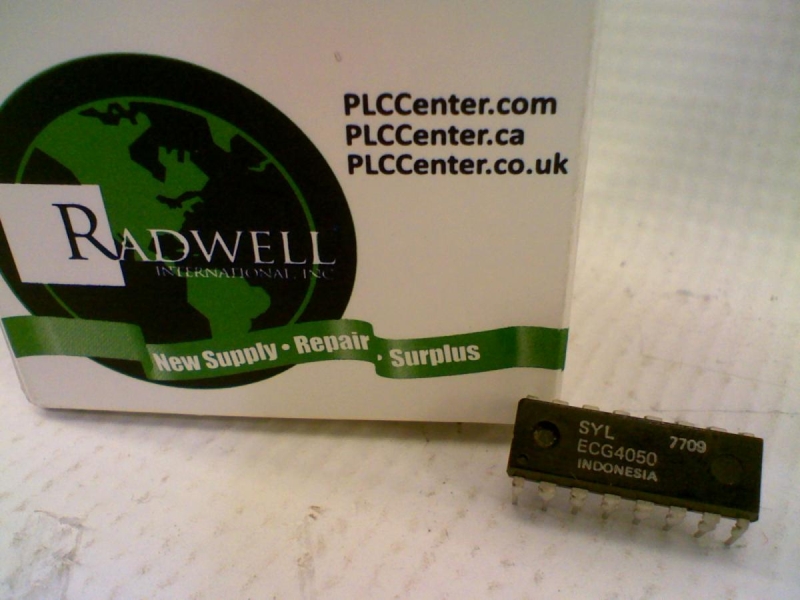 PLCCenter.com
PLCCenter.ca
PLCCenter.co.uk
RADWELL
INTERNATIONAL, INC
New Supply • Repair • Surplus
SYL 7709
ECG4050
INDONESIA